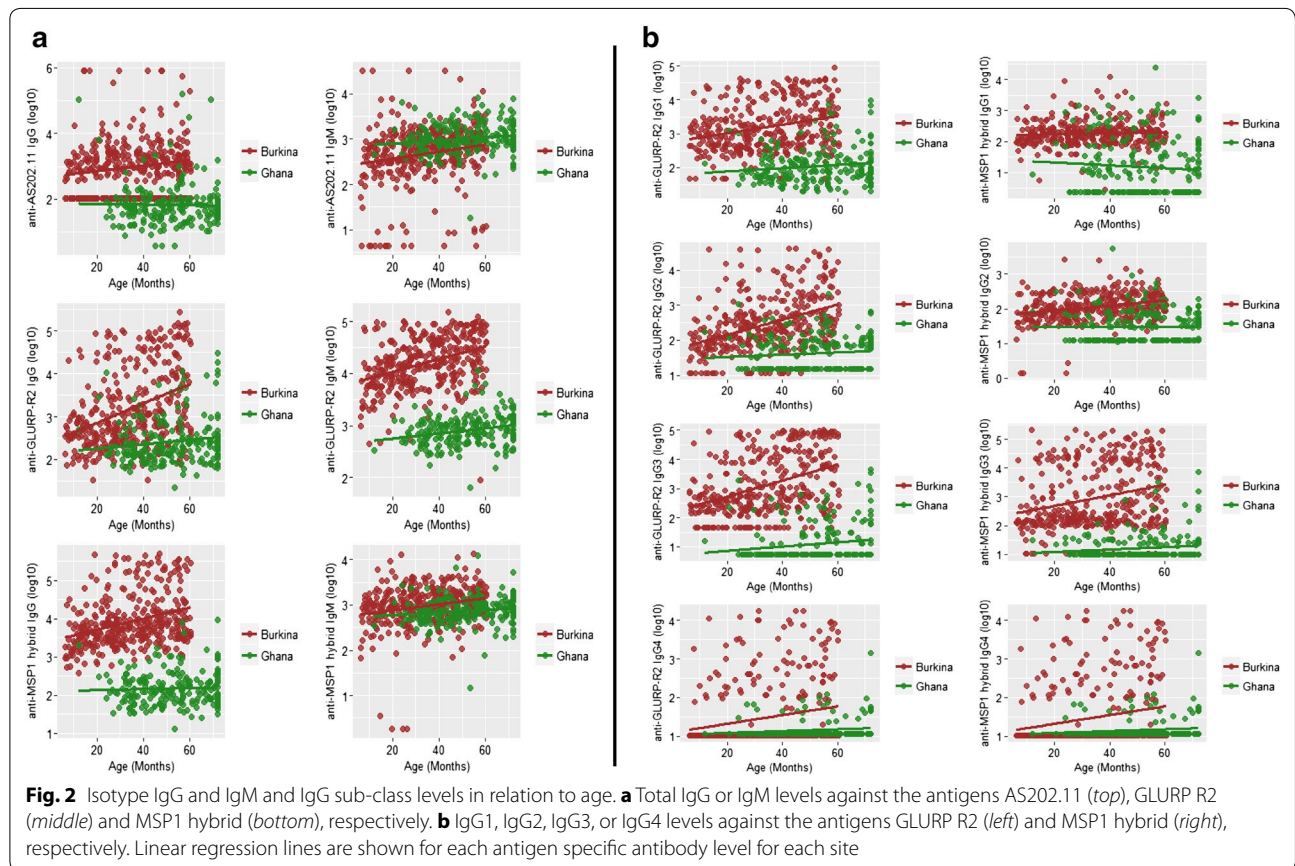 a
anti-AS202.11 IgG (log10)
6
4
2
20 40 60
Age (Months)
Burkina
Ghana
anti-AS202.11 IgM (log10)
4
3
2
1
20 40 60
Age (Months)
Burkina
Ghana
anti-GLURP-R2 IgG (log10)
5
4
3
2
20 40 60
Age (Months)
Burkina
Ghana
anti-GLURP-R2 IgM (log10)
5
4
3
2
20 40 60
Age (Months)
Burkina
Ghana
anti-MSP1 hybrid IgG (log10)
5
4
3
2
1
20 40 60
Age (Months)
Burkina
Ghana
anti-MSP1 hybrid IgM (log10)
4
3
2
1
20 40 60
Age (Months)
Burkina
Ghana
b
anti-GLURP-R2 IgG1 (log10)
5
4
3
2
1
20 40 60
Age (Months)
Burkina
Ghana
anti-MSP1 hybrid IgG1 (log10)
4
3
2
1
20 40 60
Age (Months)
Burkina
Ghana
anti-GLURP-R2 IgG2 (log10)
4
3
2
1
20 40 60
Age (Months)
Burkina
Ghana
anti-MSP1 hybrid IgG2 (log10)
3
2
1
0
20 40 60
Age (Months)
Burkina
Ghana
anti-GLURP-R2 IgG3 (log10)
5
4
3
2
1
20 40 60
Age (Months)
Burkina
Ghana
anti-MSP1 hybrid IgG3 (log10)
5
4
3
2
1
20 40 60
Age (Months)
Burkina
Ghana
anti-GLURP-R2 IgG4 (log10)
4
3
2
1
20 40 60
Age (Months)
Burkina
Ghana
anti-MSP1 hybrid IgG4 (log10)
4
3
2
1
20 40 60
Age (Months)
Burkina
Ghana
Fig. 2 Isotype IgG and IgM and IgG sub-class levels in relation to age. a Total IgG or IgM levels against the antigens AS202.11 (top), GLURP R2
(middle) and MSP1 hybrid (bottom), respectively. b IgG1, IgG2, IgG3, or IgG4 levels against the antigens GLURP R2 (left) and MSP1 hybrid (right),
respectively. Linear regression lines are shown for each antigen specific antibody level for each site